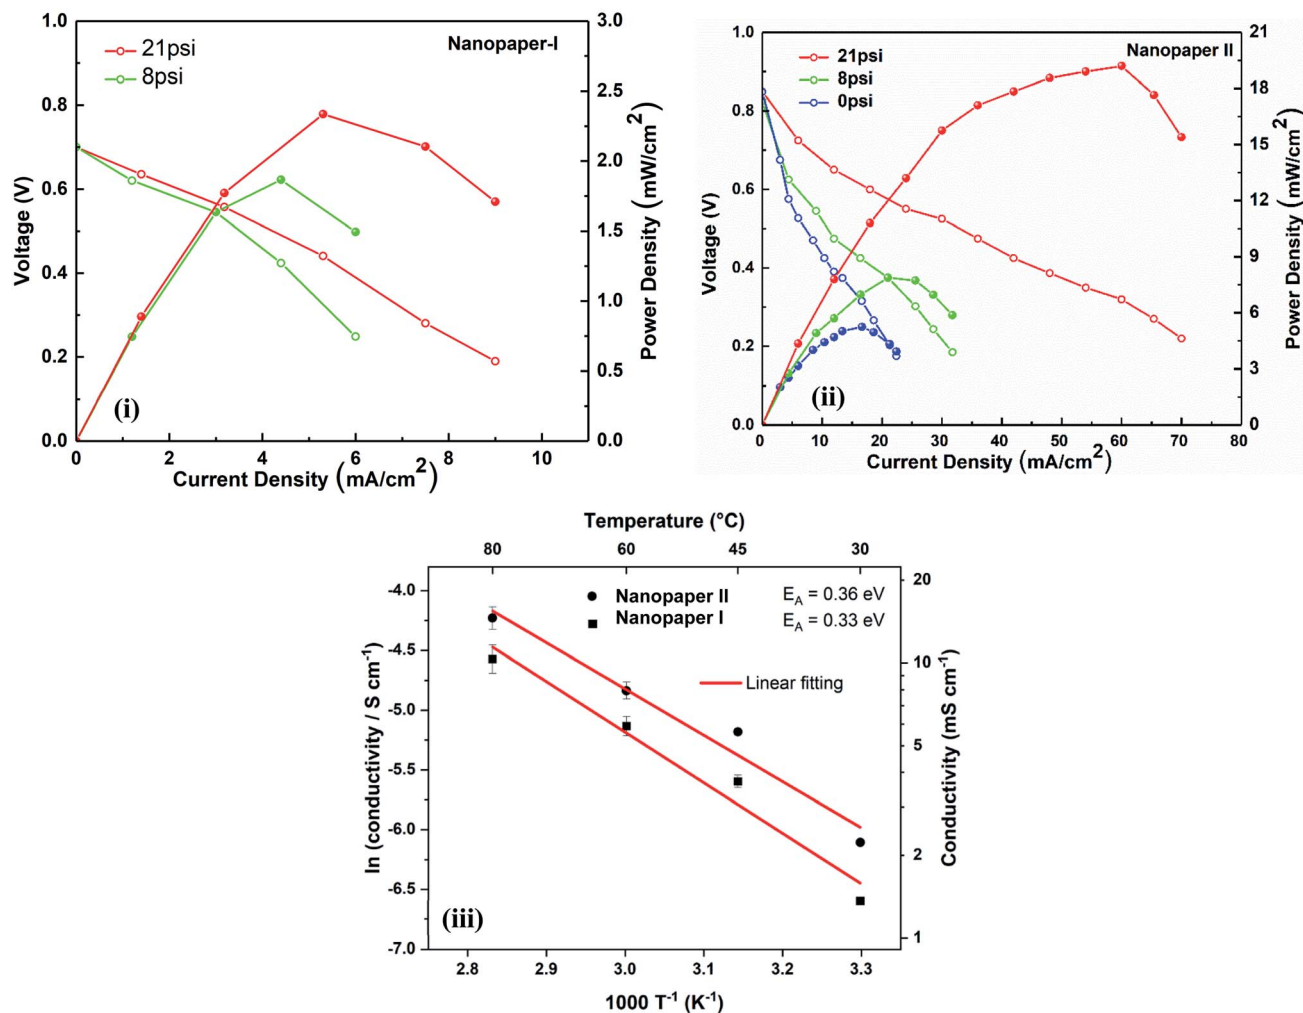 21psi
8psi
Nanopaper-I
Voltage (V)
1.0
0.8
0.6
0.4
0.2
0.0
Power Density (mW/cm2)
3.0
2.5
2.0
1.5
1.0
0.5
0.0
(i)
0 2 4 6 8 10
Current Density (mA/cm2)
21psi
8psi
0psi
Nanopaper II
Voltage (V)
1.0
0.8
0.6
0.4
0.2
0.0
Power Density (mW/cm2)
21
18
15
12
9
6
3
0
(ii)
0 10 20 30 40 50 60 70 80
Current Density (mA/cm2)
Temperature (°C)
80 60 45 30
Nanopaper II EA = 0.36 eV
Nanopaper I EA = 0.33 eV
Linear fitting
ln (conductivity / S cm-1)
-4.0
-4.5
-5.0
-5.5
-6.0
-6.5
-7.0
Conductivity (mS cm-1)
20
10
5
2
1
(iii)
2.8 2.9 3.0 3.1 3.2 3.3
1000 T-1 (K-1)